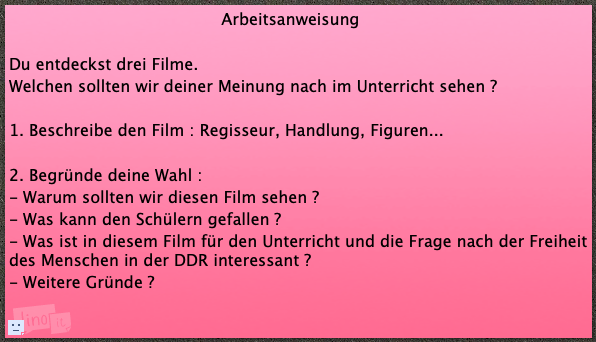 Arbeitsanweisung
Du entdeckst drei Filme.
Welchen sollten wir deiner Meinung nach im Unterricht sehen ?
1. Beschreibe den Film : Regisseur, Handlung, Figuren...
2. Begründe deine Wahl :
- Warum sollten wir diesen Film sehen ?
- Was kann den Schülern gefallen ?
- Was ist in diesem Film für den Unterricht und die Frage nach der Freiheit
des Menschen in der DDR interessant ?
- Weitere Gründe ?
lino it